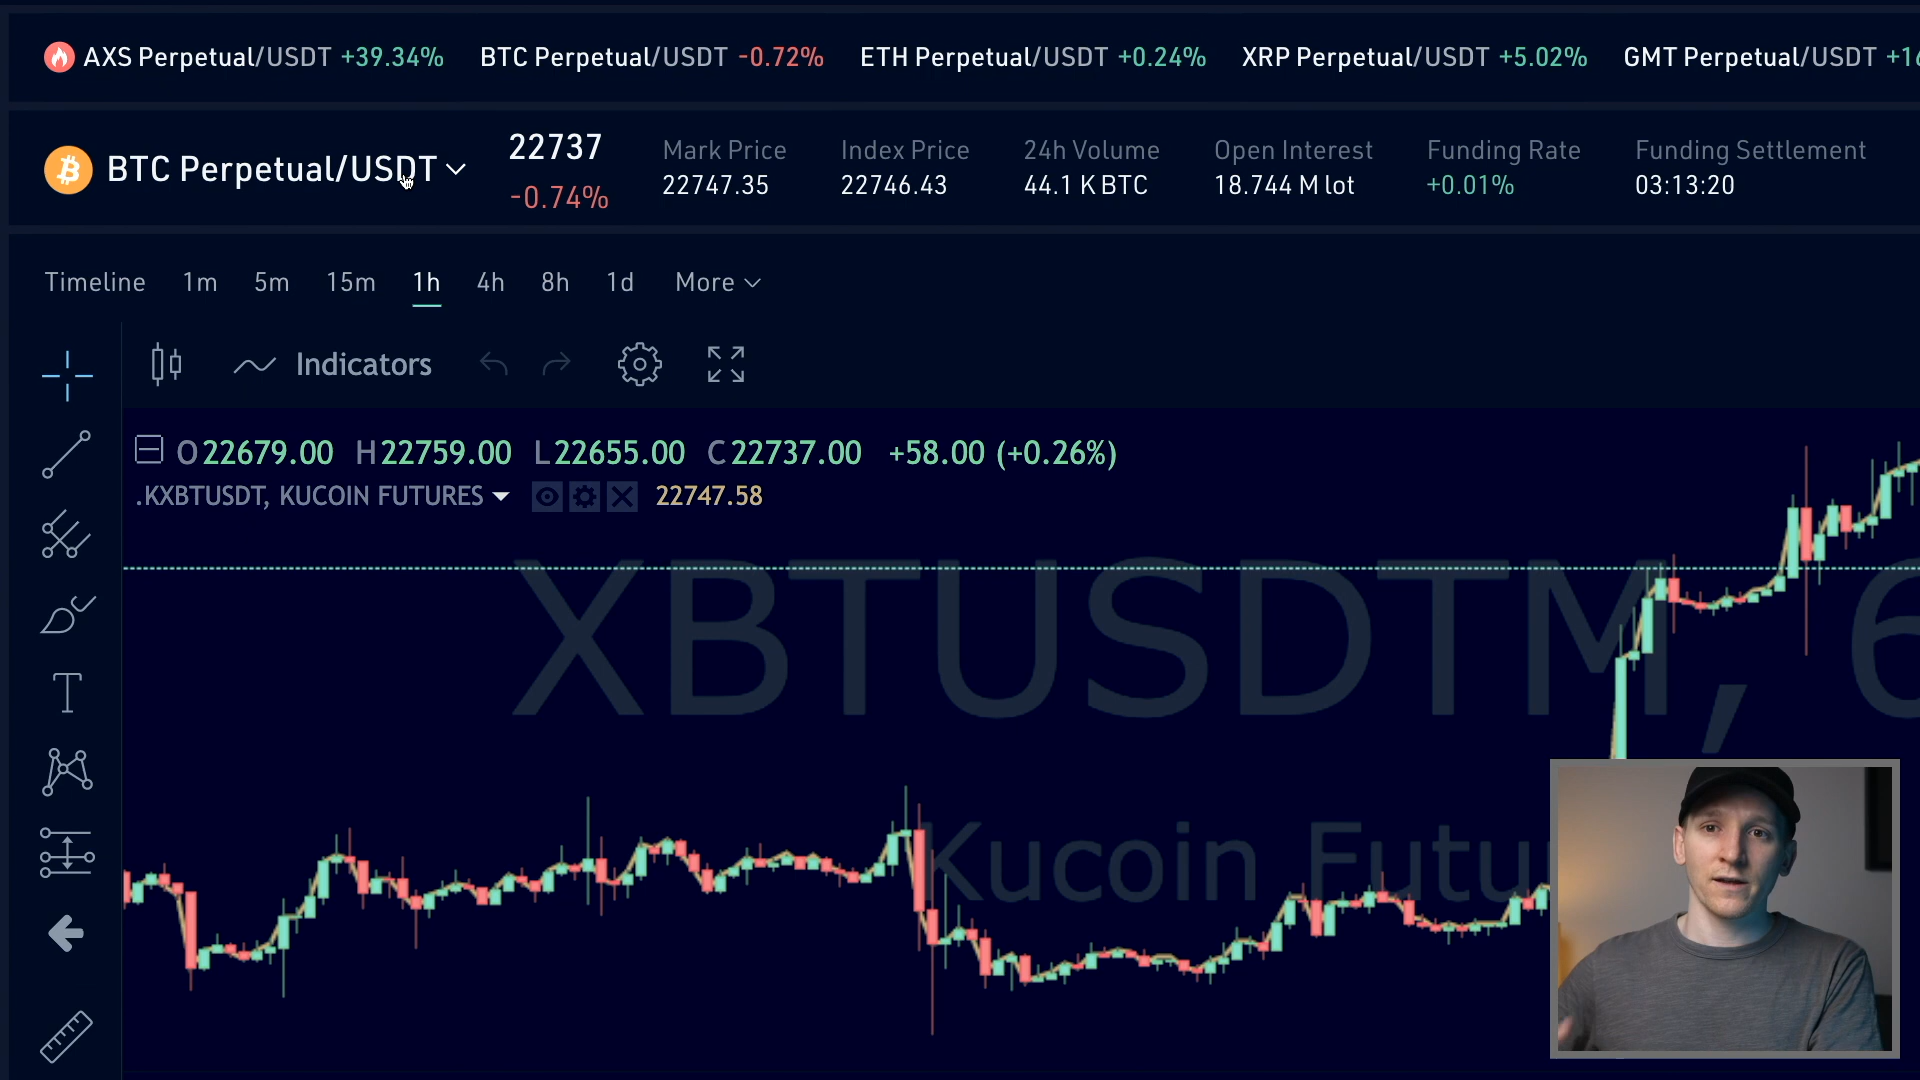 AXS Perpetual/USDT +39.34% BTC Perpetual/USDT -0.72% ETH Perpetual/USDT +0.24% XRP Perpetual/USDT +5.02% GMT Perpetual/USDT
BTC Perpetual/USDT
22737
-0.74%
Mark Price
22747.35
Index Price
22746.43
24h Volume
44.1 K BTC
Open Interest
18.744 M lot
Funding Rate
+0.01%
Funding Settlement
03:13:20
Timeline 1m 5m 15m 1h 4h 8h 1d More
Indicators
O22679.00 H22759.00 L22655.00 C22737.00 +58.00 (+0.26%)
.KXBTUSDT, KUCOIN FUTURES 22747.58
XBTUSDTM, 6
Kucoin Futu